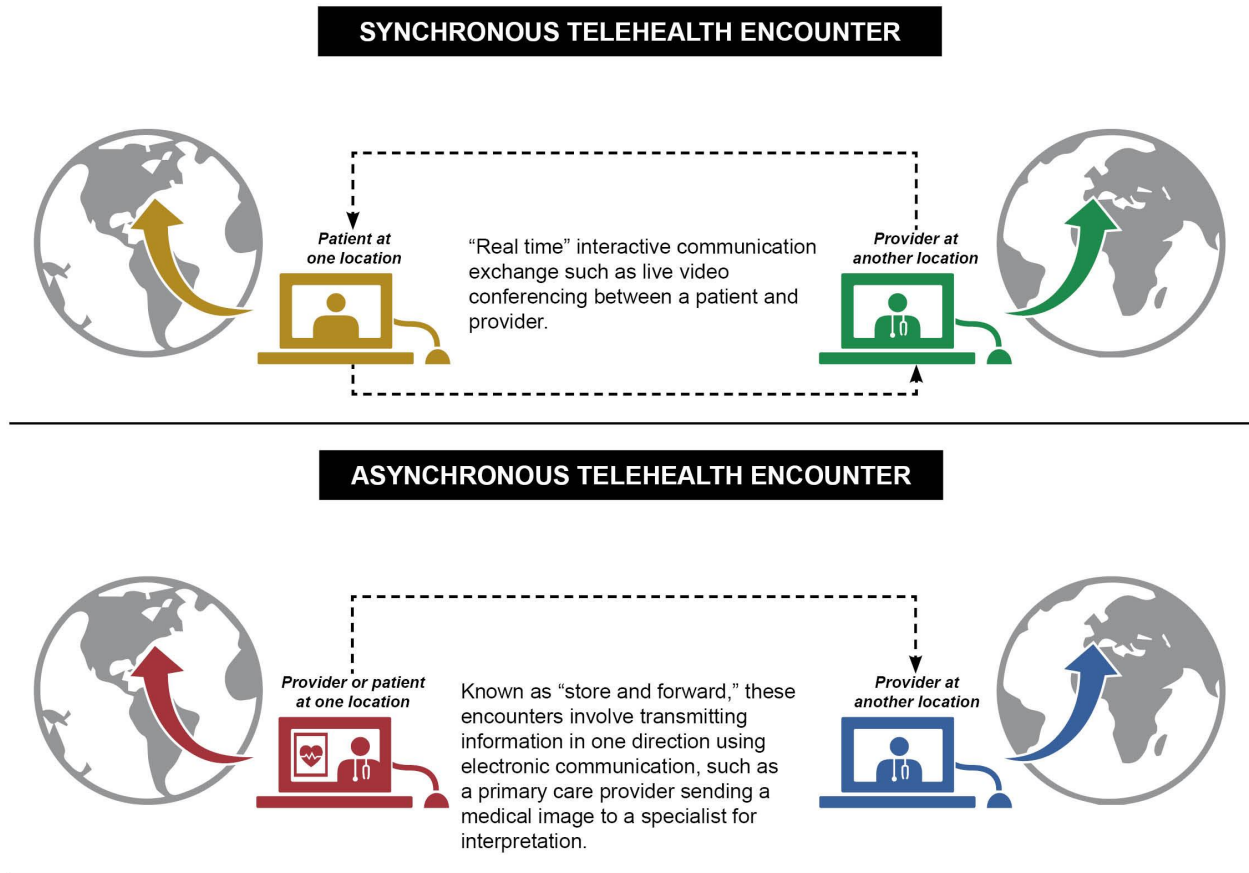 SYNCHRONOUS TELEHEALTH ENCOUNTER
Patient at
one location
“Real time” interactive communication
exchange such as live video
conferencing between a patient and
provider.
Provider at
another location
ASYNCHRONOUS TELEHEALTH ENCOUNTER
Provider or patient
at one location
Known as “store and forward,” these
encounters involve transmitting
information in one direction using
electronic communication, such as
a primary care provider sending a
medical image to a specialist for
interpretation.
Provider at
another location